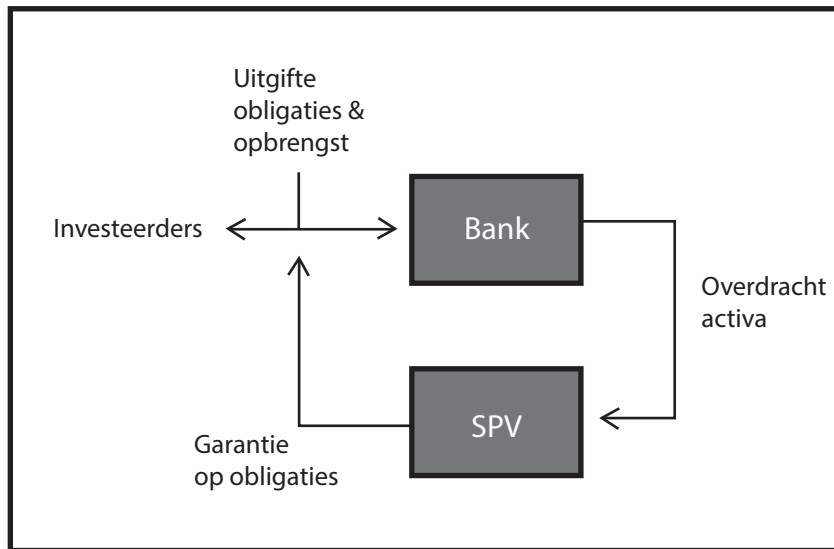 Uitgifte
obligaties &
opbrengst
Investeerders
Bank
Overdracht
activa
SPV
Garantie
op obligaties